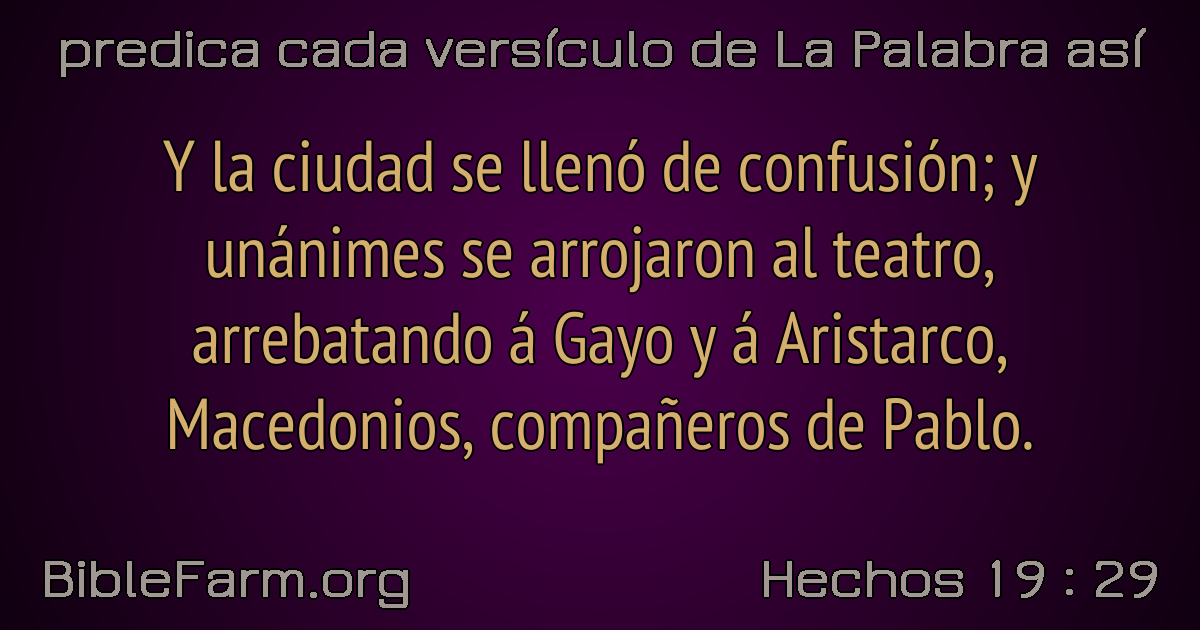 predica cada versículo de La Palabra así
Y la ciudad se llenó de confusión; y
unánimes se arrojaron al teatro,
arrebatando á Gayo y á Aristarco,
Macedonios, compañeros de Pablo.
BibleFarm.org
Hechos 19 : 29